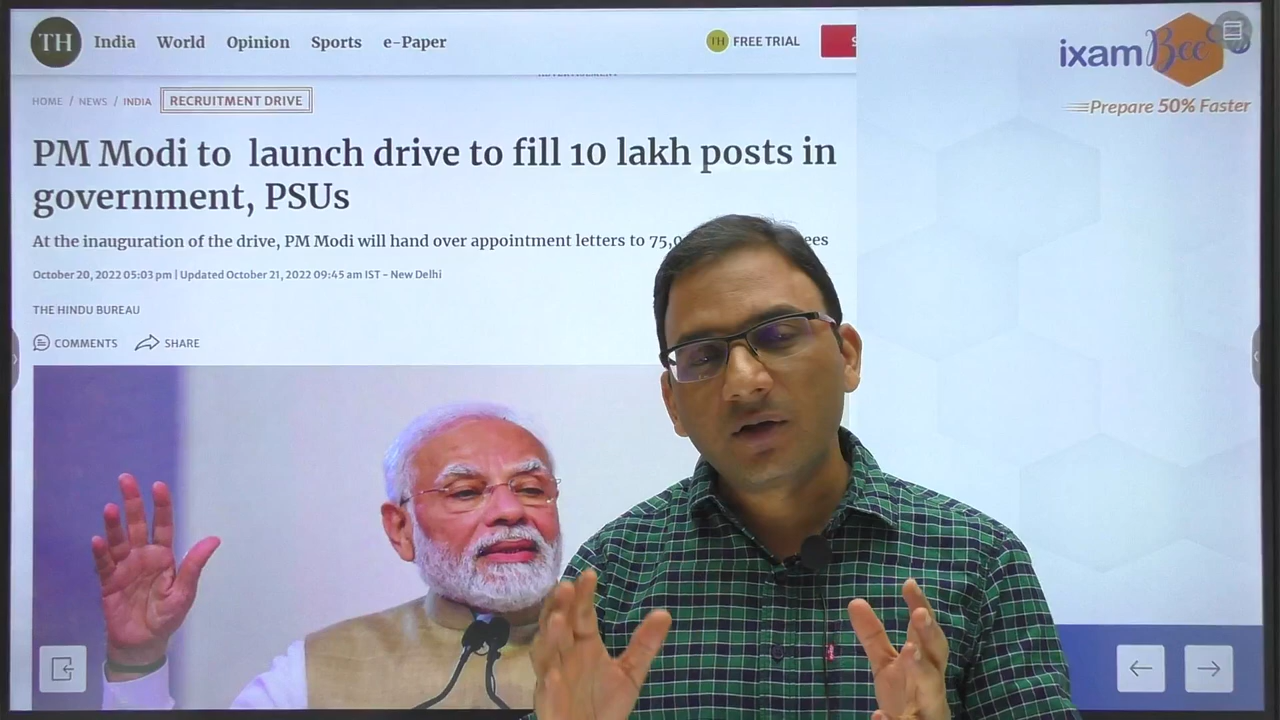 TH India World Opinion Sports e-Paper
TH FREE TRIAL
S
ixamBee
Prepare 50% Faster
HOME / NEWS / INDIA RECRUITMENT DRIVE
PM Modi to launch drive to fill 10 lakh posts in
government, PSUs
At the inauguration of the drive, PM Modi will hand over appointment letters to
October 20, 2022 05:03 pm | Updated October 21, 2022 09:45 am IST - New Delhi
THE HINDU BUREAU
COMMENTS SHARE